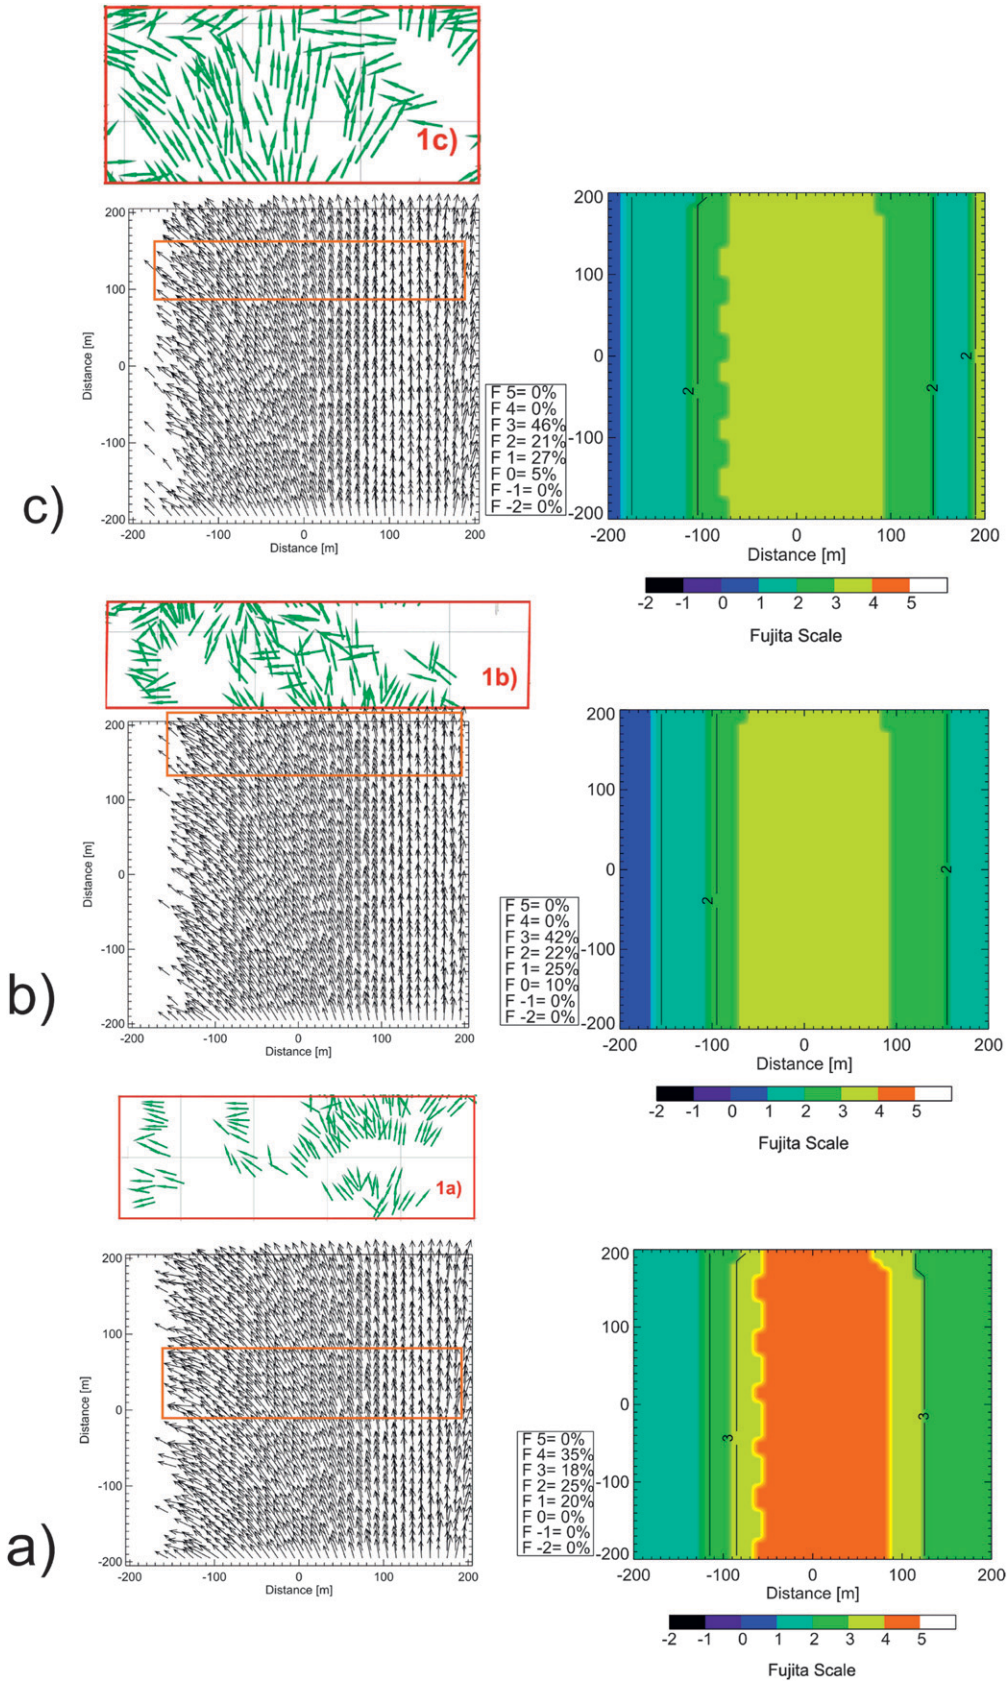 1c)
200
100
0
-100
-200
Distance [m]
-200
-100
0
100
200
Distance [m]
c)
F 5= 0%
F 4= 0%
F 3= 46%
F 2= 21%
F 1= 27%
F 0= 5%
F -1= 0%
F -2= 0%
200
100
0
-100
-200
2
2
2
-200
-100
0
100
200
Distance [m]
-2
-1
0
1
2
3
4
5
Fujita Scale
1b)
200
100
0
-100
-200
Distance [m]
-200
-100
0
100
200
Distance [m]
b)
F 5= 0%
F 4= 0%
F 3= 42%
F 2= 22%
F 1= 25%
F 0= 10%
F -1= 0%
F -2= 0%
200
100
0
-100
-200
2
2
-200
-100
0
100
200
Distance [m]
-2
-1
0
1
2
3
4
5
Fujita Scale
1a)
200
100
0
-100
-200
Distance [m]
-200
-100
0
100
200
Distance [m]
a)
F 5= 0%
F 4= 35%
F 3= 18%
F 2= 25%
F 1= 20%
F 0= 0%
F -1= 0%
F -2= 0%
200
100
0
-100
-200
3
3
-200
-100
0
100
200
Distance [m]
-2
-1
0
1
2
3
4
5
Fujita Scale